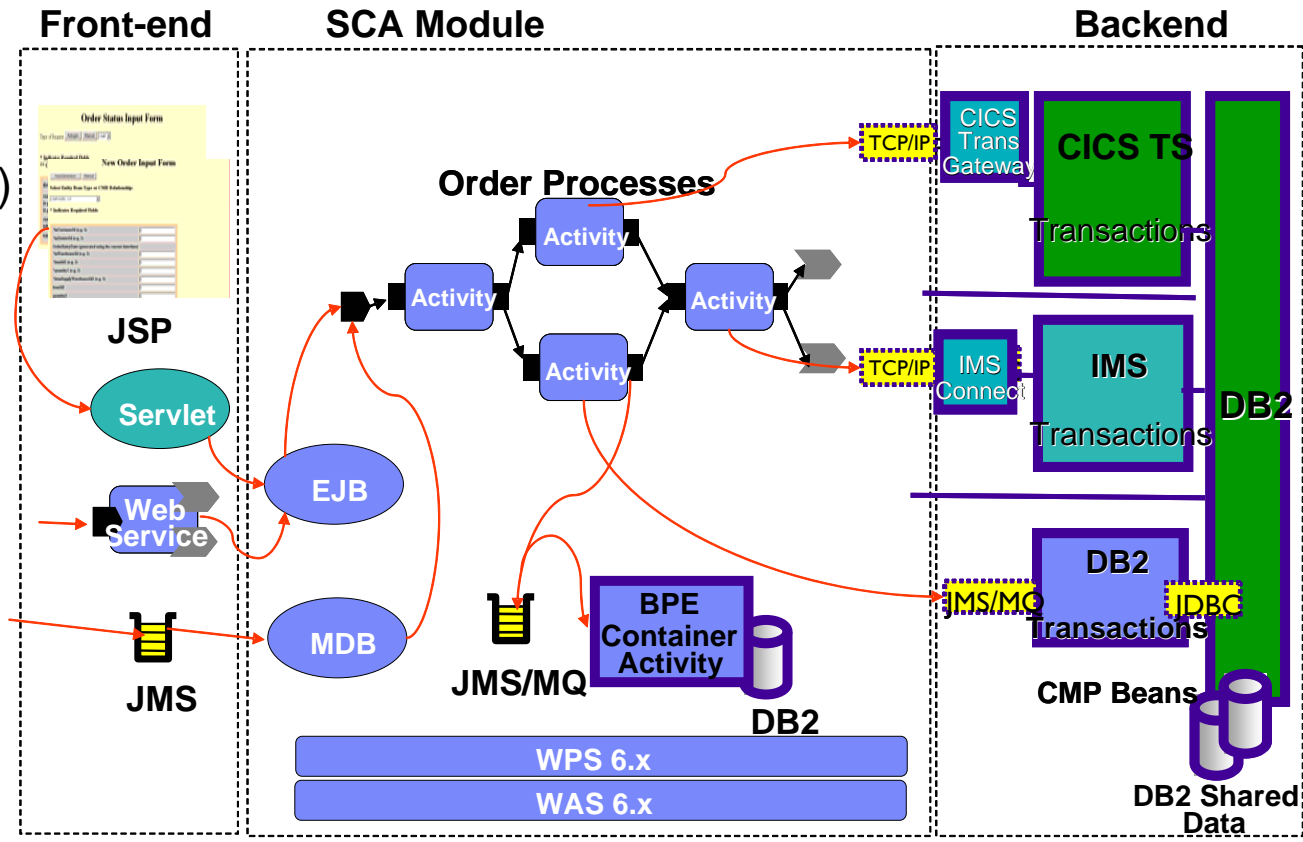 Front-end
SCA Module
Backend
Order Status Input Form
New Order Input Form
* Indicates Required Fields
)
JSP
Servlet
Web
Service
JMS
EJB
MDB
Order Processes
Activity
Activity
Activity
Activity
JMS/MQ
BPE
Container
Activity
DB2
WPS 6.x
WAS 6.x
TCP/IP
CICS
Trans
Gateway
CICS TS
Transactions
TCP/IP
IMS
Connect
IMS
Transactions
DB2
JMS/MQ
DB2
Transactions
JDBC
CMP Beans
DB2 Shared
Data